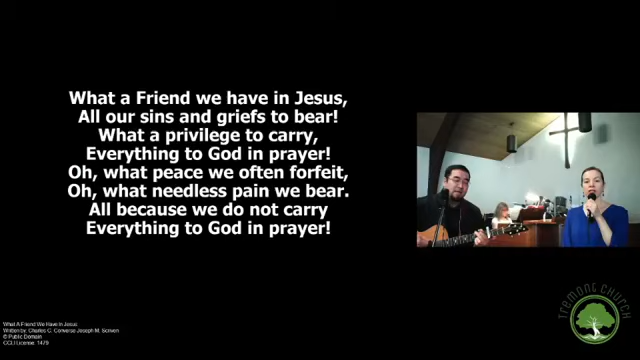 What a Friend we have in Jesus,
All our sins and griefs to bear!
What a privilege to carry,
Everything to God in prayer!
Oh, what peace we often forfeit,
Oh, what needless pain we bear.
All because we do not carry
Everything to God in prayer!
What A Friend We Have In Jesus
Written by: Charles C. Converse Joseph M. Scriven
© Public Domain
CCLI License: 1479
Tremont Church